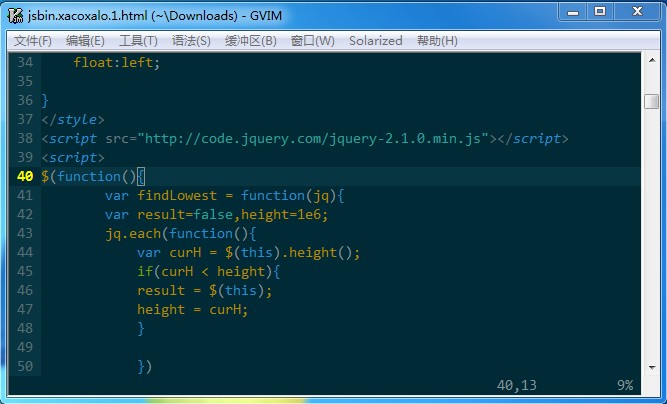 jsbin.xacoxalo.1.html (~\Downloads) - GVIM
文件(F) 编辑(E) 工具(T) 语法(S) 缓冲区(B) 窗口(W) Solarized 帮助(H)
34     float:left;
35
36 }
37 </style>
38 <script src="http://code.jquery.com/jquery-2.1.0.min.js"></script>
39 <script>
40 $(function(){
41         var findLowest = function(jq){
42         var result=false,height=1e6;
43         jq.each(function(){
44             var curH = $(this).height();
45             if(curH < height){
46             result = $(this);
47             height = curH;
48             }
49
50             })
40,13 9%